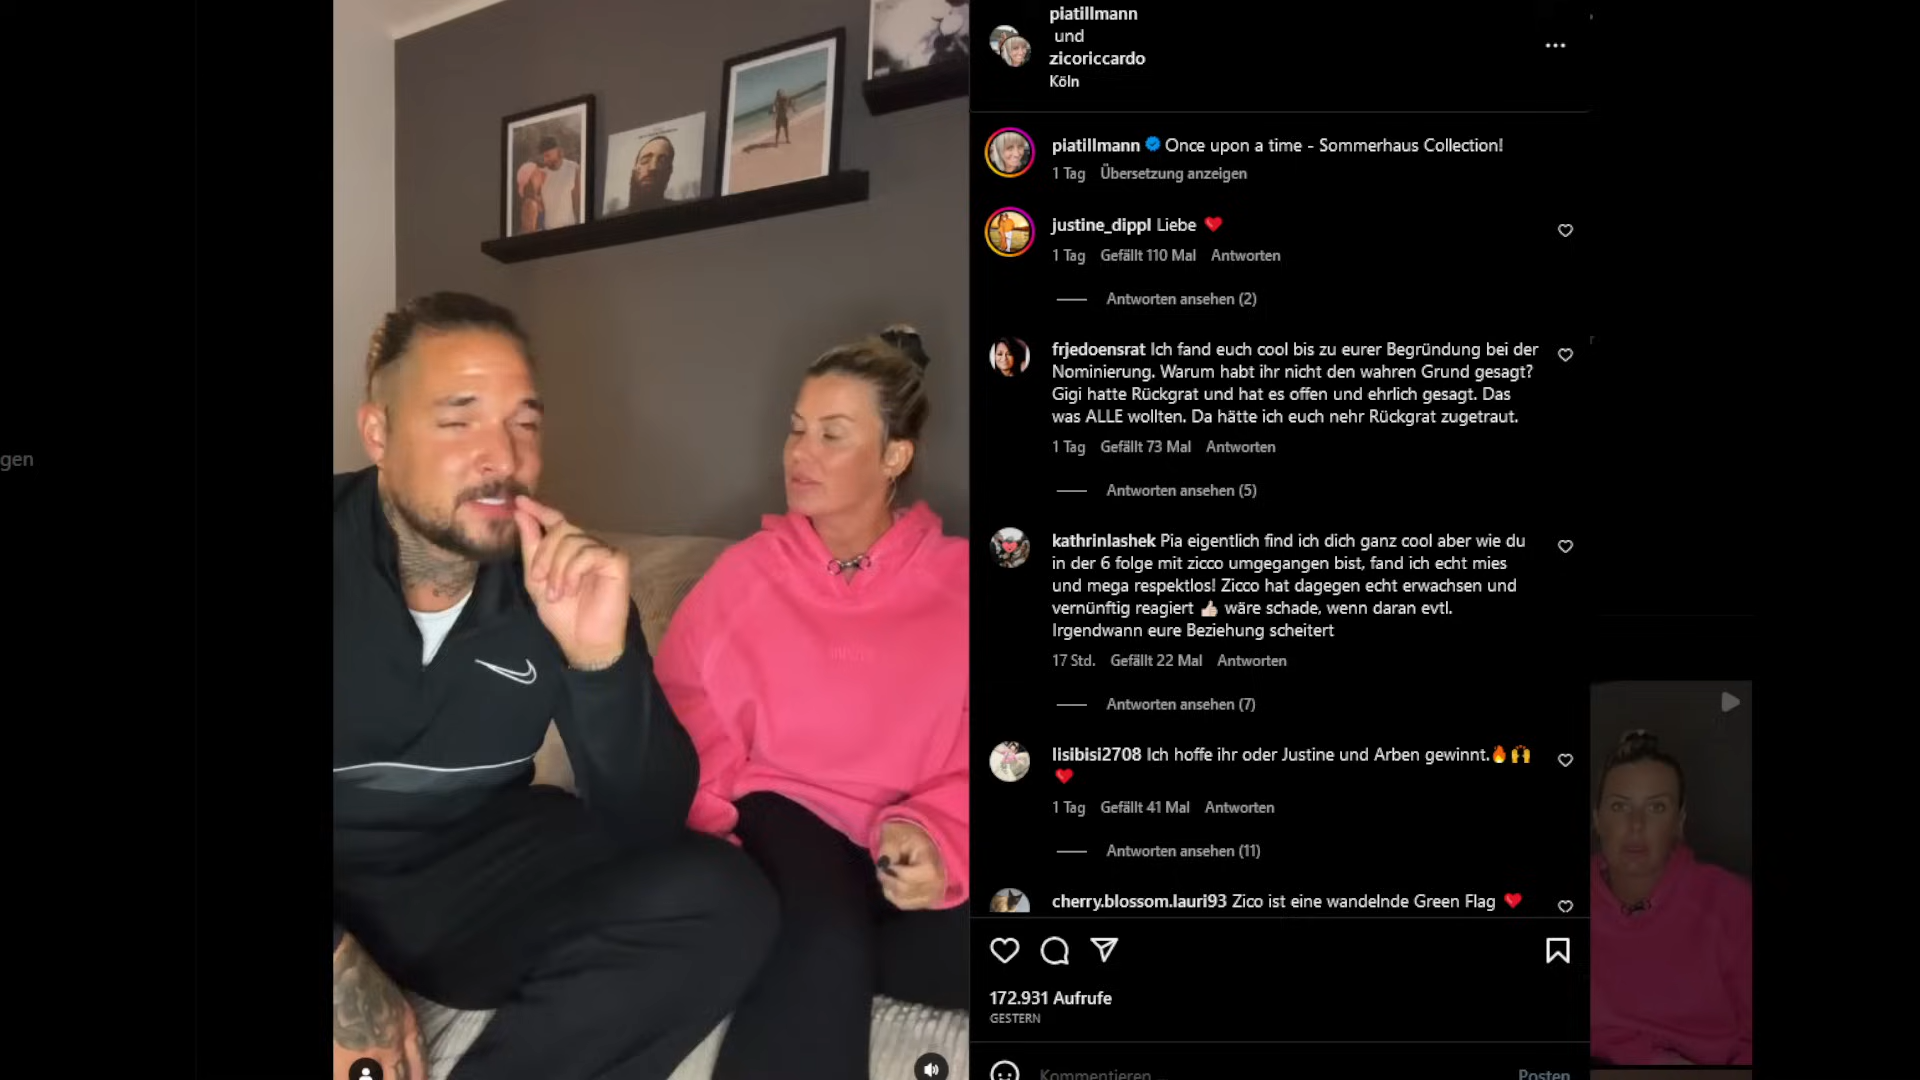 piatillmann
und
zicoriccardo
Köln
piatillmann Once upon a time - Sommerhaus Collection!
1 Tag Übersetzung anzeigen
justine_dippl Liebe ❤️
1 Tag Gefällt 110 Mal Antworten
Antworten ansehen (2)
frjedoensrat Ich fand euch cool bis zu eurer Begründung bei der
Nominierung. Warum habt ihr nicht den wahren Grund gesagt?
Gigi hatte Rückgrat und hat es offen und ehrlich gesagt. Das
was ALLE wollten. Da hätte ich euch nehr Rückgrat zugetraut.
1 Tag Gefällt 73 Mal Antworten
Antworten ansehen (5)
kathrinlashek Pia eigentlich find ich dich ganz cool aber wie du
in der 6 folge mit zicco umgegangen bist, fand ich echt mies
und mega respektlos! Zicco hat dagegen echt erwachsen und
vernünftig reagiert 👍🏻 wäre schade, wenn daran evtl.
Irgendwann eure Beziehung scheitert
17 Std. Gefällt 22 Mal Antworten
Antworten ansehen (7)
lisibisi2708 Ich hoffe ihr oder Justine und Arben gewinnt.🔥🙌
❤️
1 Tag Gefällt 41 Mal Antworten
Antworten ansehen (11)
cherry.blossom.lauri93 Zico ist eine wandelnde Green Flag ❤️
172.931 Aufrufe
GESTERN
Kommentieren ...
Posten
gen